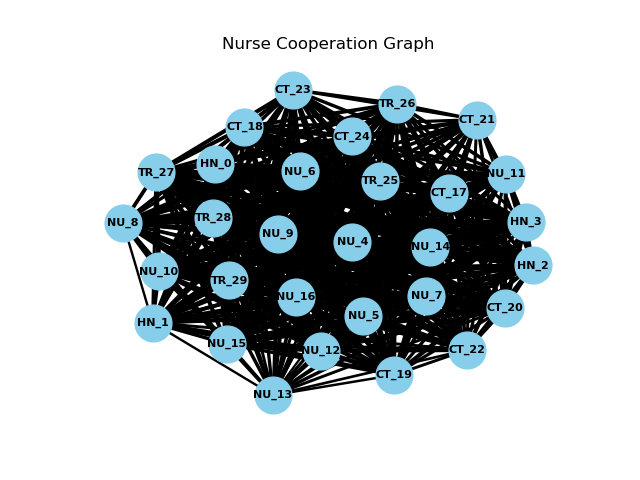 Nurse Cooperation Graph
CT_23
TR_26
CT_21
CT_18
CT_24
HN_0
NU_6
TR_27
NU_11
TR_25
CT_17
TR_28
NU_8
HN_3
NU_9
NU_4
NU_14
HN_2
NU_10
TR_29
NU_16
NU_7
CT_20
NU_5
HN_1
NU_15
NU_12
CT_22
CT_19
NU_13